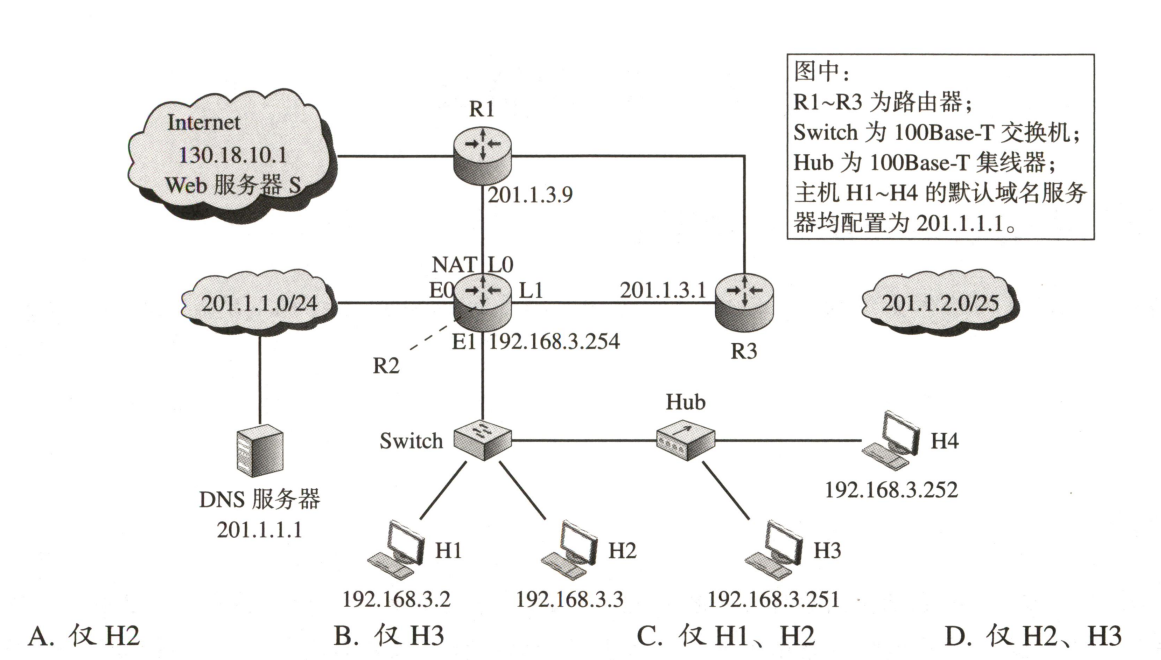 图中：
R1~R3 为路由器；
Switch 为 100Base-T 交换机；
Hub 为 100Base-T 集线器；
主机 H1~H4 的默认域名服务
器均配置为 201.1.1.1。
R1
Internet
130.18.10.1
Web 服务器 S
201.1.3.9
NAT L0
201.1.1.0/24
E0
L1
201.1.3.1
201.1.2.0/25
E1 192.168.3.254
R2
R3
Hub
Switch
H4
192.168.3.252
DNS 服务器
201.1.1.1
H1
H2
H3
192.168.3.2
192.168.3.3
192.168.3.251
A. 仅 H2 B. 仅 H3 C. 仅 H1、H2 D. 仅 H2、H3